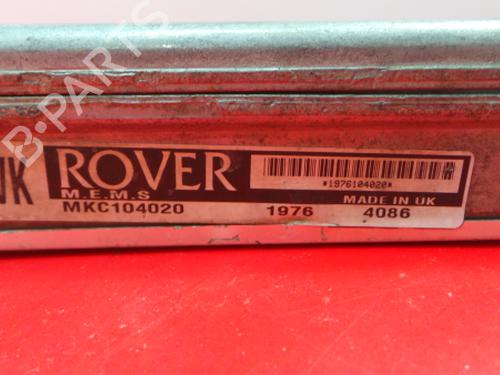 B-PARTS
ROVER
M.E.M.S
*1976104020*
MADE IN UK
MKC104020 1976 4086